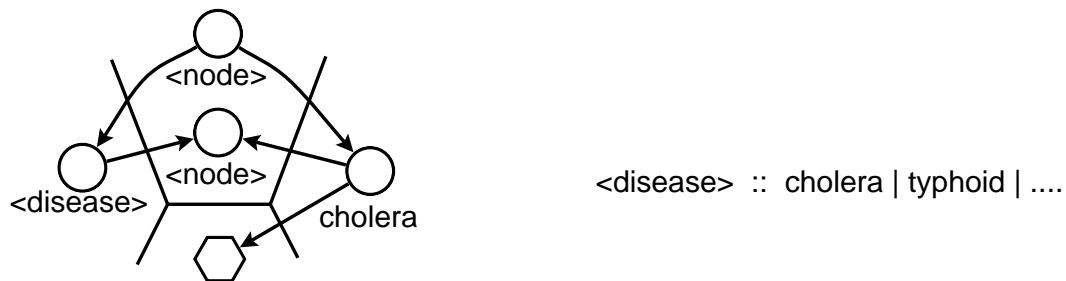 <node>
<node>
<disease>
cholera
<disease> :: cholera | typhoid | ....